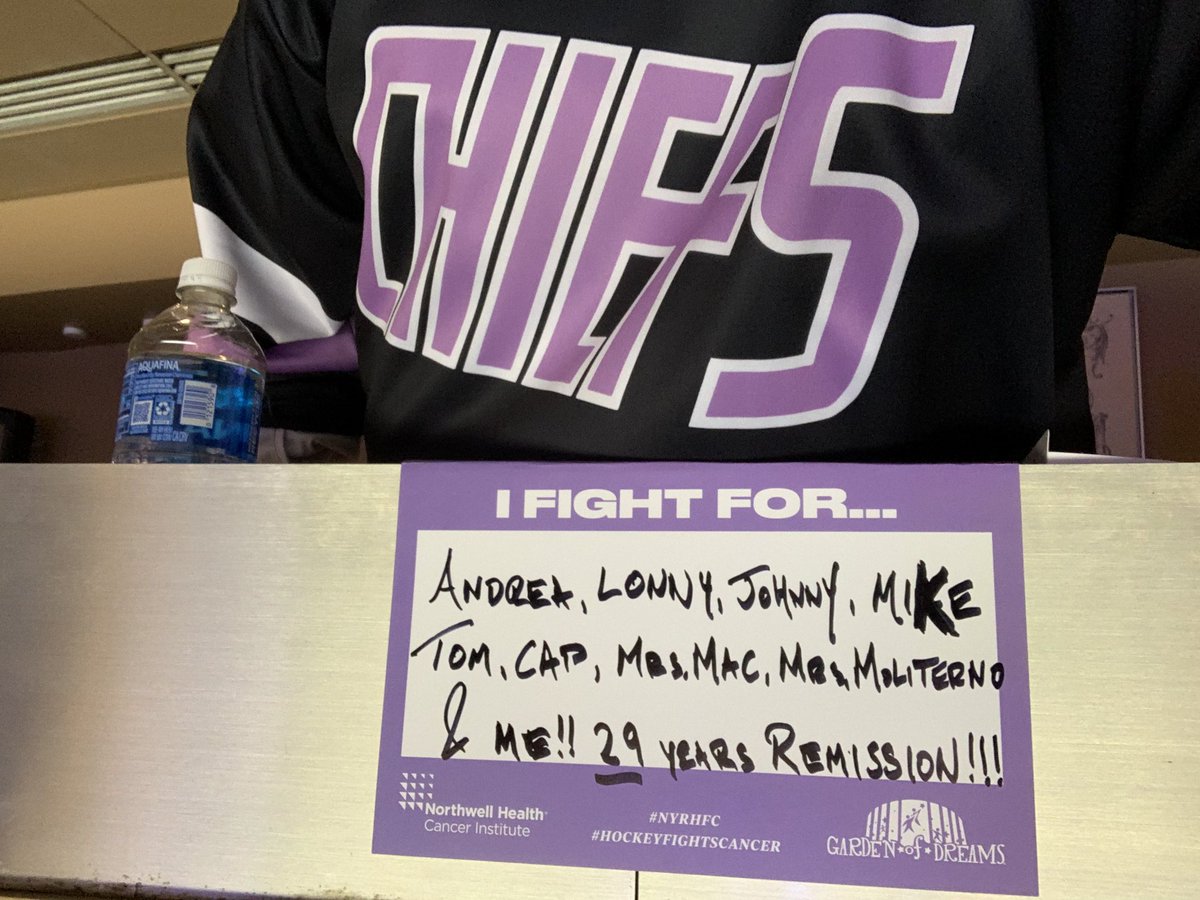 CHIEFS
AQUAFINA
I FIGHT FOR...
ANDREA, LONNY, JOHNNY, MIKE
TOM, CAP, MRS. MAC, MRS. MOLITERNO
& ME!! 29 YEARS REMISSION!!!
Northwell Health®
Cancer Institute
#NYRHFC
#HOCKEYFIGHTSCANCER
GARDEN of DREAMS